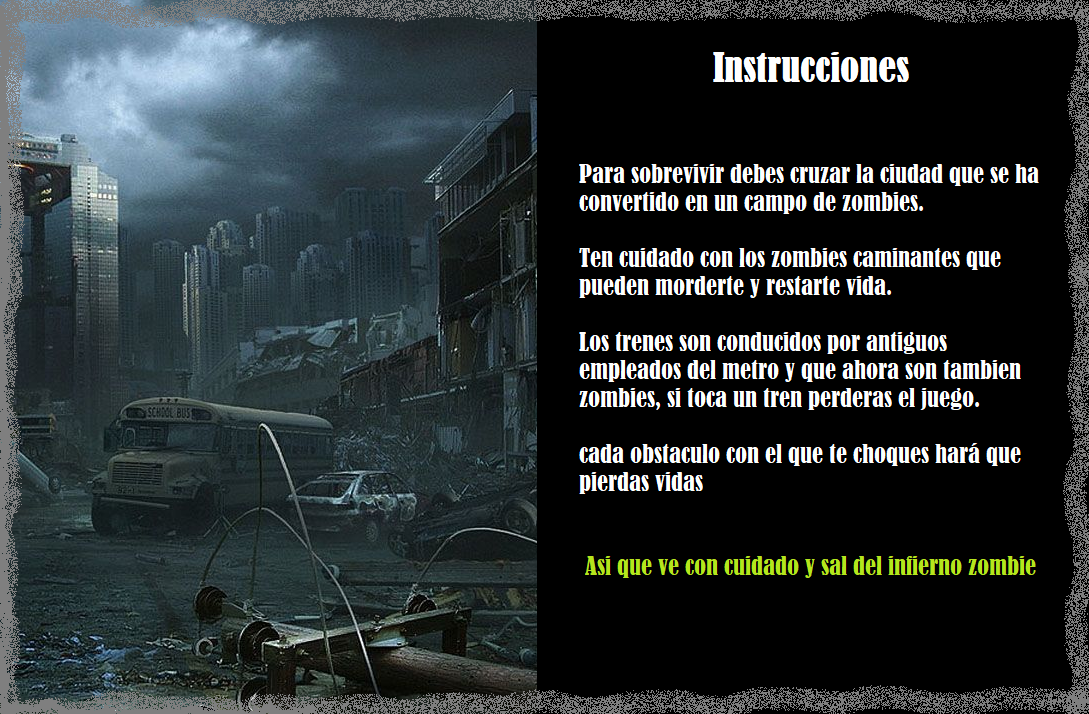 Instrucciones
Para sobrevivir debes cruzar la ciudad que se ha
convertido en un campo de zombies.
Ten cuidado con los zombies caminantes que
pueden morderte y restarte vida.
Los trenes son conducidos por antiguos
empleados del metro y que ahora son tambien
zombies, si toca un tren perderas el juego.
cada obstaculo con el que te choques hará que
pierdas vidas
Asi que ve con cuidado y sal del infierno zombie
SCHOOL BUS